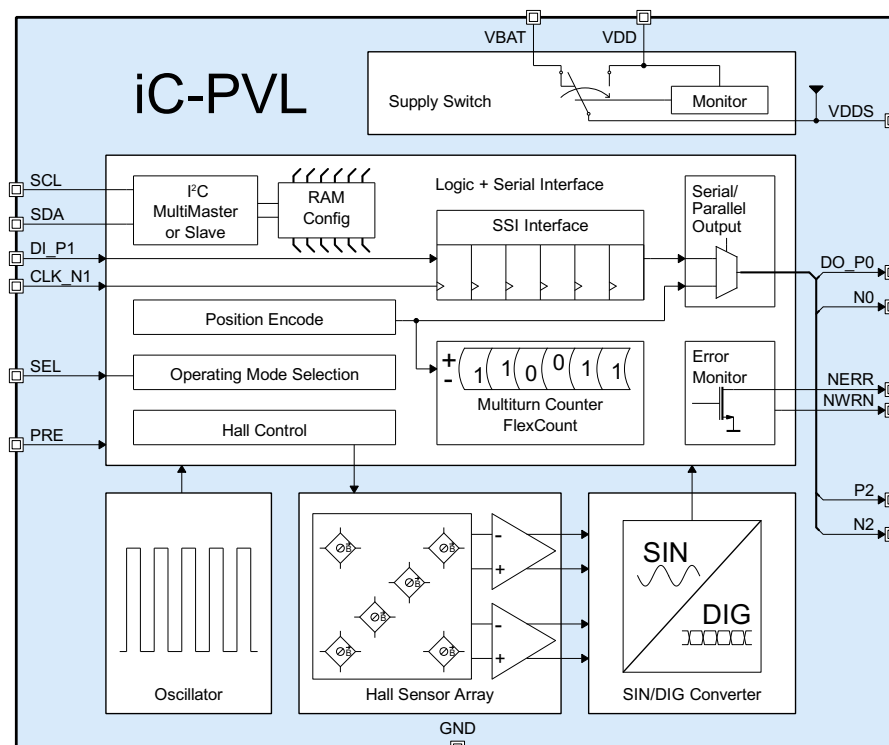 VBAT
VDD
iC-PVL
Supply Switch
Monitor
VDDS
SCL
SDA
DI_P1
CLK_N1
SEL
PRE
I²C
MultiMaster
or Slave
RAM
Config
Logic + Serial Interface
SSI Interface
Serial/
Parallel
Output
DO_P0
N0
Position Encode
Operating Mode Selection
Hall Control
+
-
1 1 0 0 1 1
Multiturn Counter
FlexCount
Error
Monitor
NERR
NWRN
P2
N2
Oscillator
B B
B
B
B B
-
+
-
+
Hall Sensor Array
SIN
DIG
SIN/DIG Converter
GND